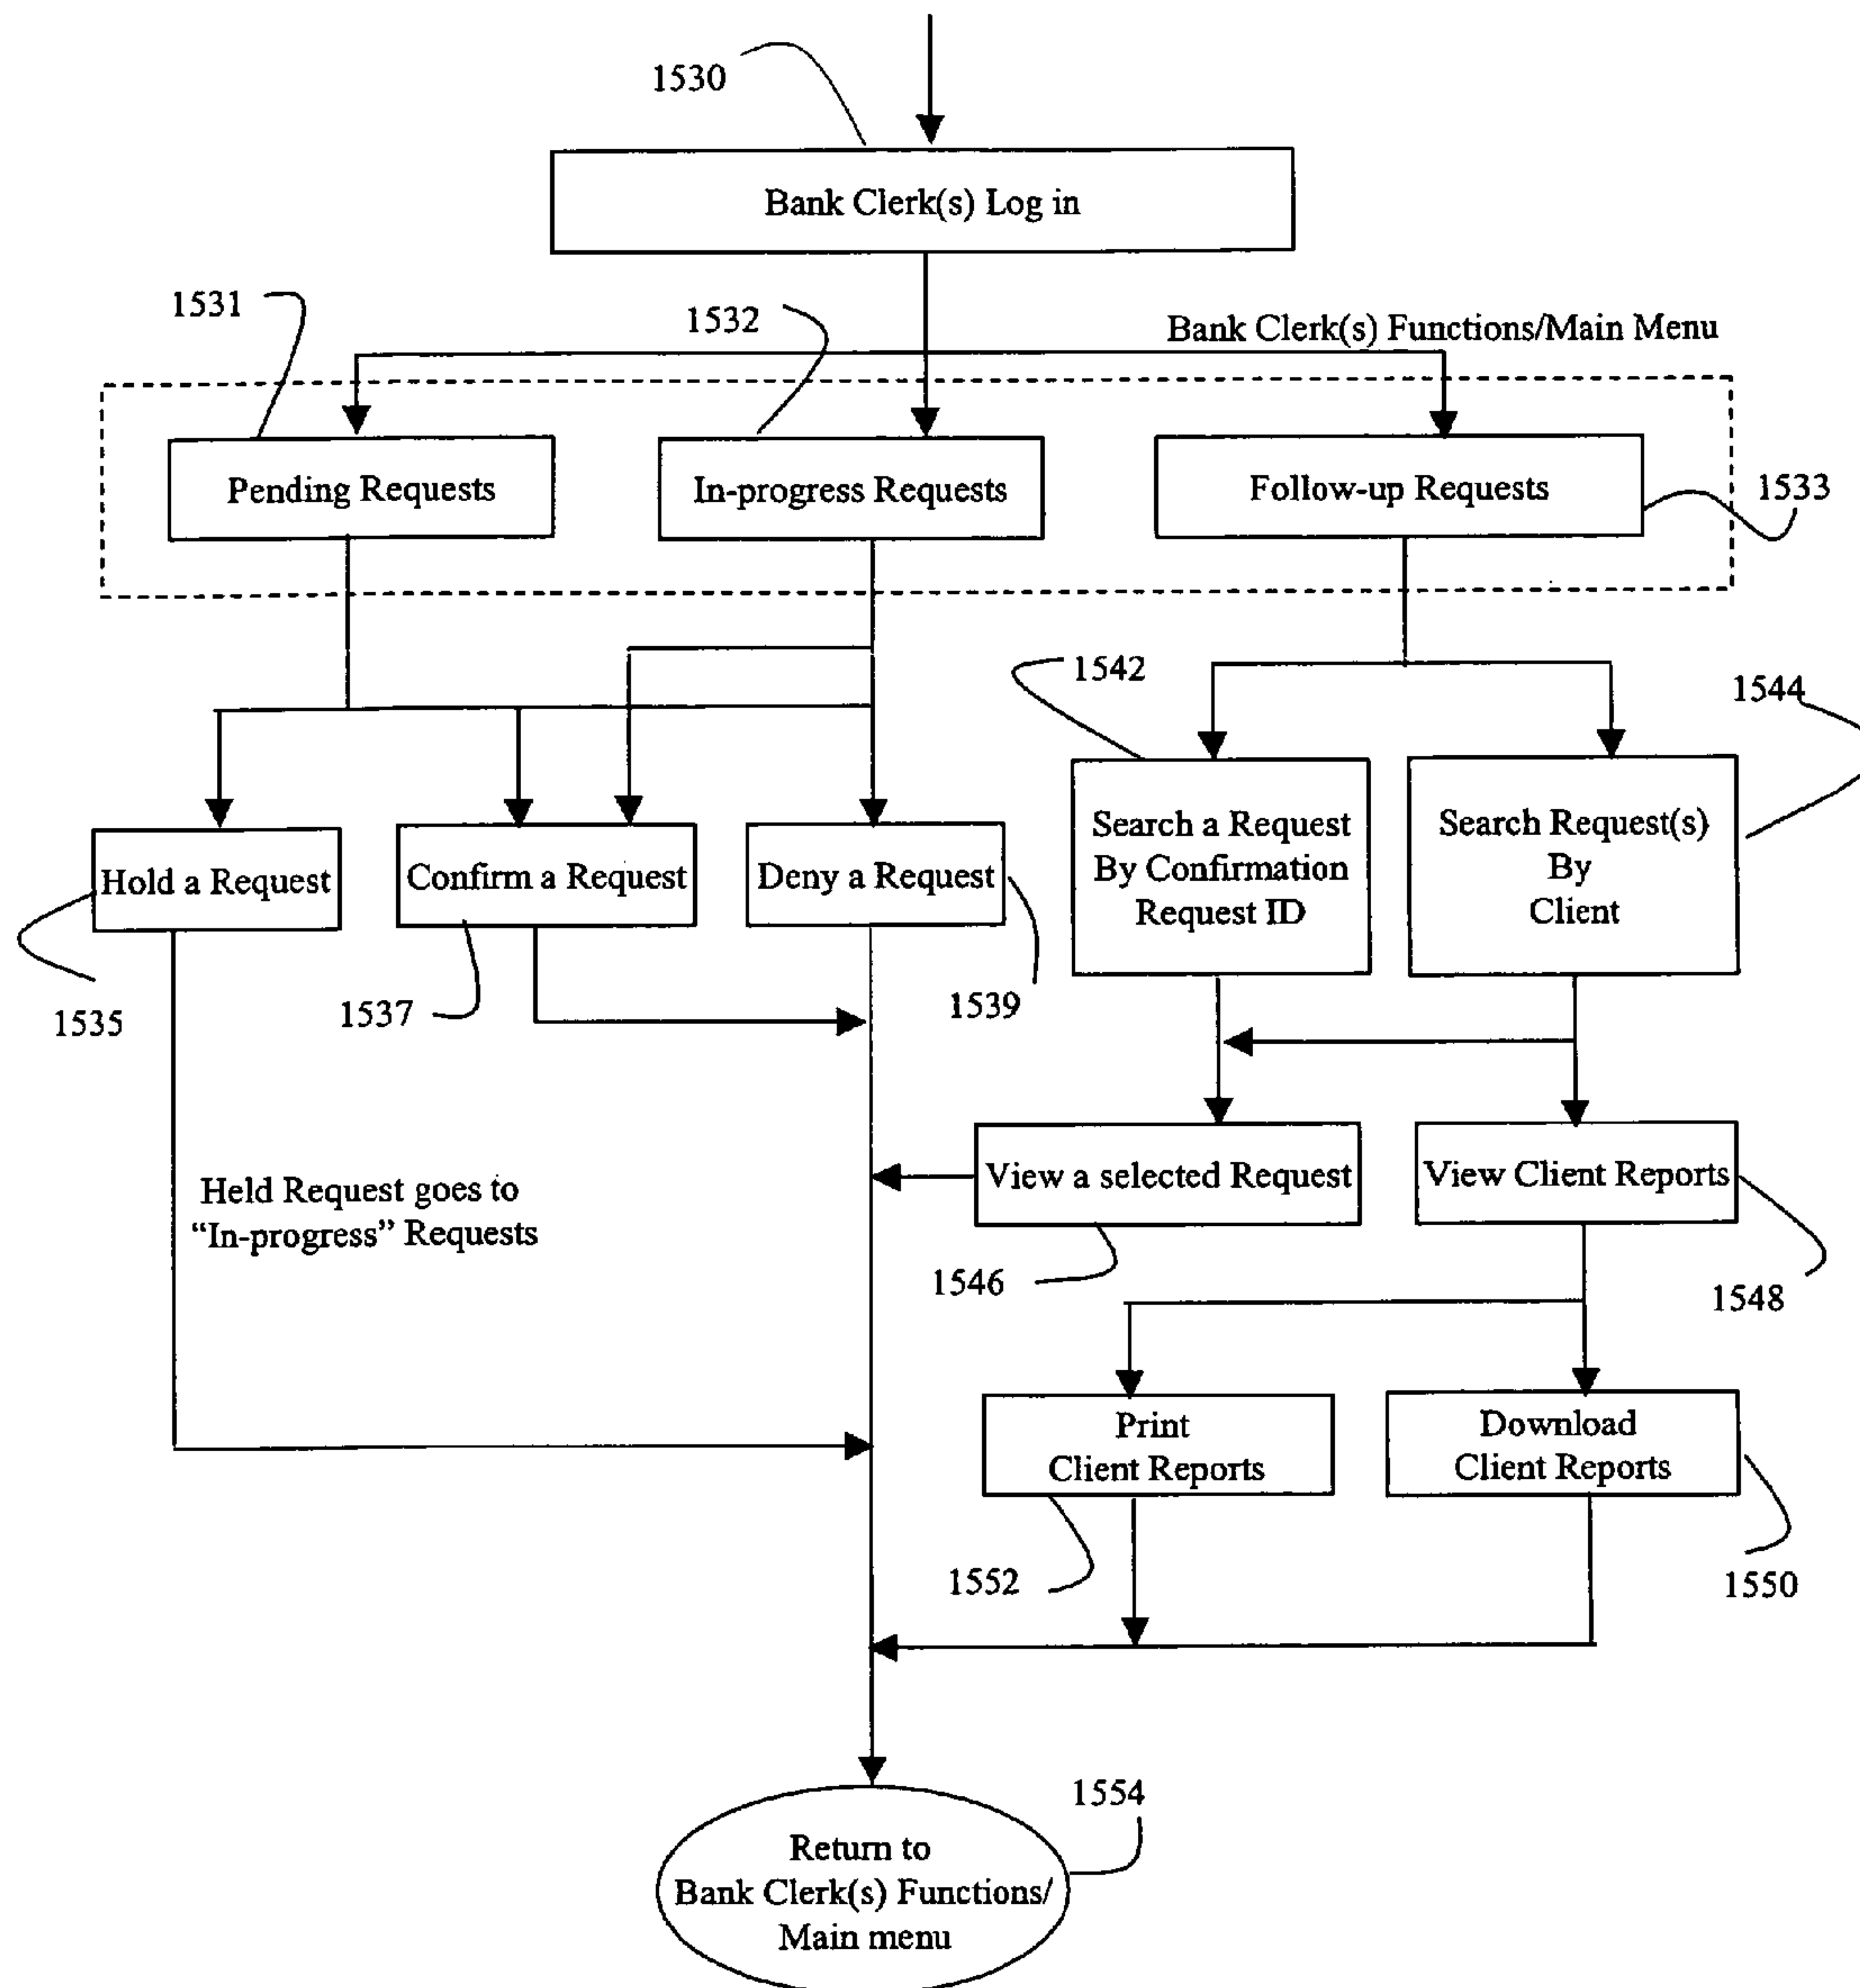 1530
Bank Clerk(s) Log in
1531
1532
Bank Clerk(s) Functions/Main Menu
Pending Requests
In-progress Requests
Follow-up Requests
1533
1542
1544
Hold a Request
Confirm a Request
Deny a Request
Search a Request
By Confirmation
Request ID
Search Request(s)
By
Client
1535
1537
1539
Held Request goes to
“In-progress” Requests
View a selected Request
View Client Reports
1546
1548
Print
Client Reports
Download
Client Reports
1552
1550
1554
Return to
Bank Clerk(s) Functions/
Main menu